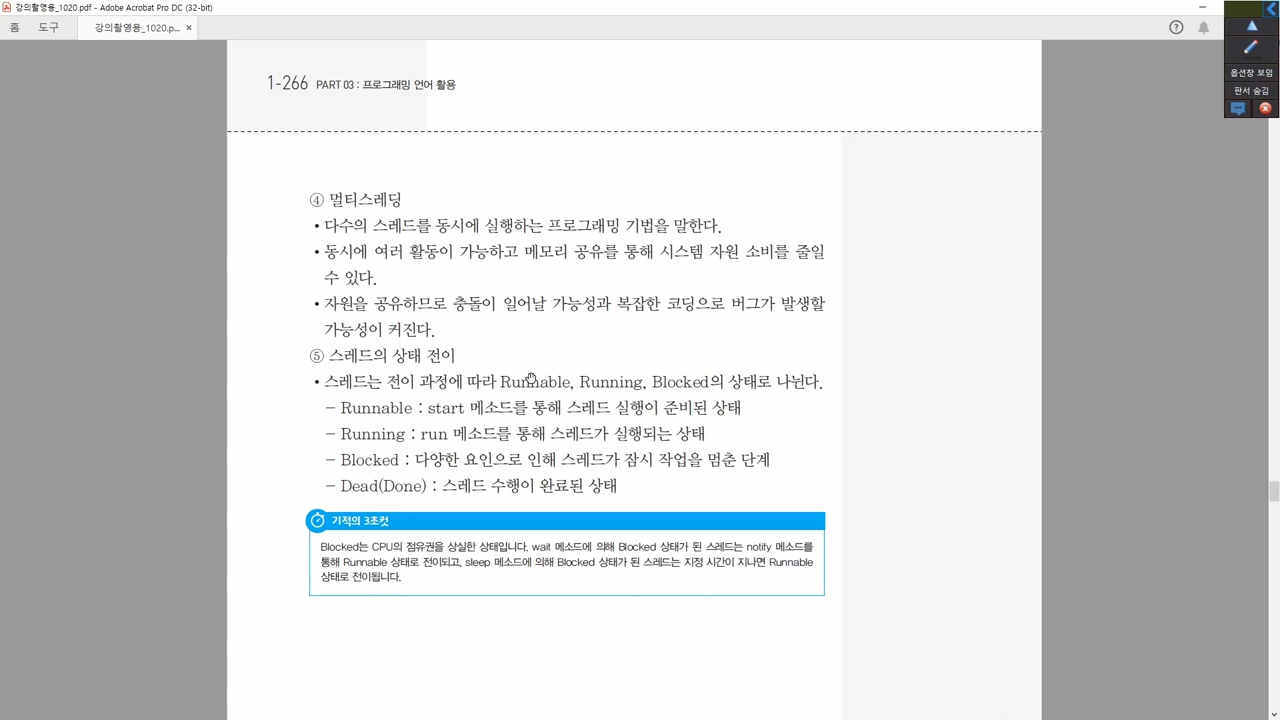 강의촬영용_1020.pdf - Adobe Acrobat Pro DC (32-bit)
홈 도구 강의촬영용_1020.p... ×
옵션창 보임
판서 숨김
1-266 PART 03 : 프로그래밍 언어 활용
④ 멀티스레딩
• 다수의 스레드를 동시에 실행하는 프로그래밍 기법을 말한다.
• 동시에 여러 활동이 가능하고 메모리 공유를 통해 시스템 자원 소비를 줄일
수 있다.
• 자원을 공유하므로 충돌이 일어날 가능성과 복잡한 코딩으로 버그가 발생할
가능성이 커진다.
⑤ 스레드의 상태 전이
• 스레드는 전이 과정에 따라 Runnable, Running, Blocked의 상태로 나뉜다.
– Runnable : start 메소드를 통해 스레드 실행이 준비된 상태
– Running : run 메소드를 통해 스레드가 실행되는 상태
– Blocked : 다양한 요인으로 인해 스레드가 잠시 작업을 멈춘 단계
– Dead(Done) : 스레드 수행이 완료된 상태
기적의 3초컷
Blocked는 CPU의 점유권을 상실한 상태입니다. wait 메소드에 의해 Blocked 상태가 된 스레드는 notify 메소드를
통해 Runnable 상태로 전이되고, sleep 메소드에 의해 Blocked 상태가 된 스레드는 지정 시간이 지나면 Runnable
상태로 전이됩니다.